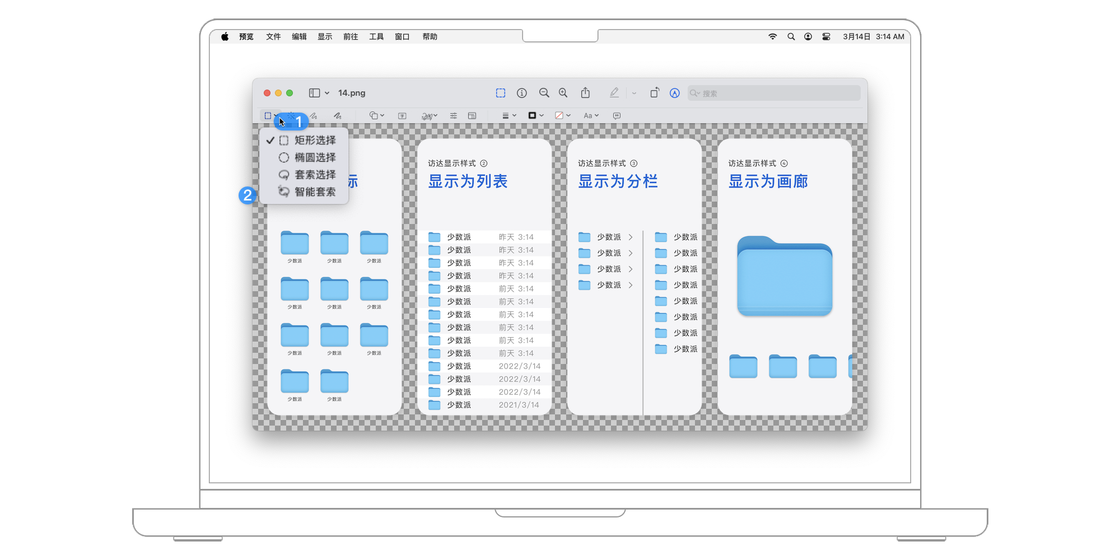 预览 文件 编辑 显示 前往 工具 窗口 帮助 3月14日 3:14 AM
14.png 搜索
Aa
1
2
矩形选择
椭圆选择
套索选择
智能套索
标
少数派 少数派 少数派
少数派 少数派 少数派
少数派 少数派 少数派
少数派 少数派
访达显示样式 ②
显示为列表
少数派 昨天 3:14
少数派 昨天 3:14
少数派 昨天 3:14
少数派 昨天 3:14
少数派 前天 3:14
少数派 前天 3:14
少数派 前天 3:14
少数派 前天 3:14
少数派 前天 3:14
少数派 前天 3:14
少数派 2022/3/14
少数派 2022/3/14
少数派 2022/3/14
少数派 2021/3/14
访达显示样式 ③
显示为分栏
少数派 少数派
少数派 少数派
少数派 少数派
少数派 少数派
少数派
少数派
少数派
少数派
访达显示样式 ④
显示为画廊